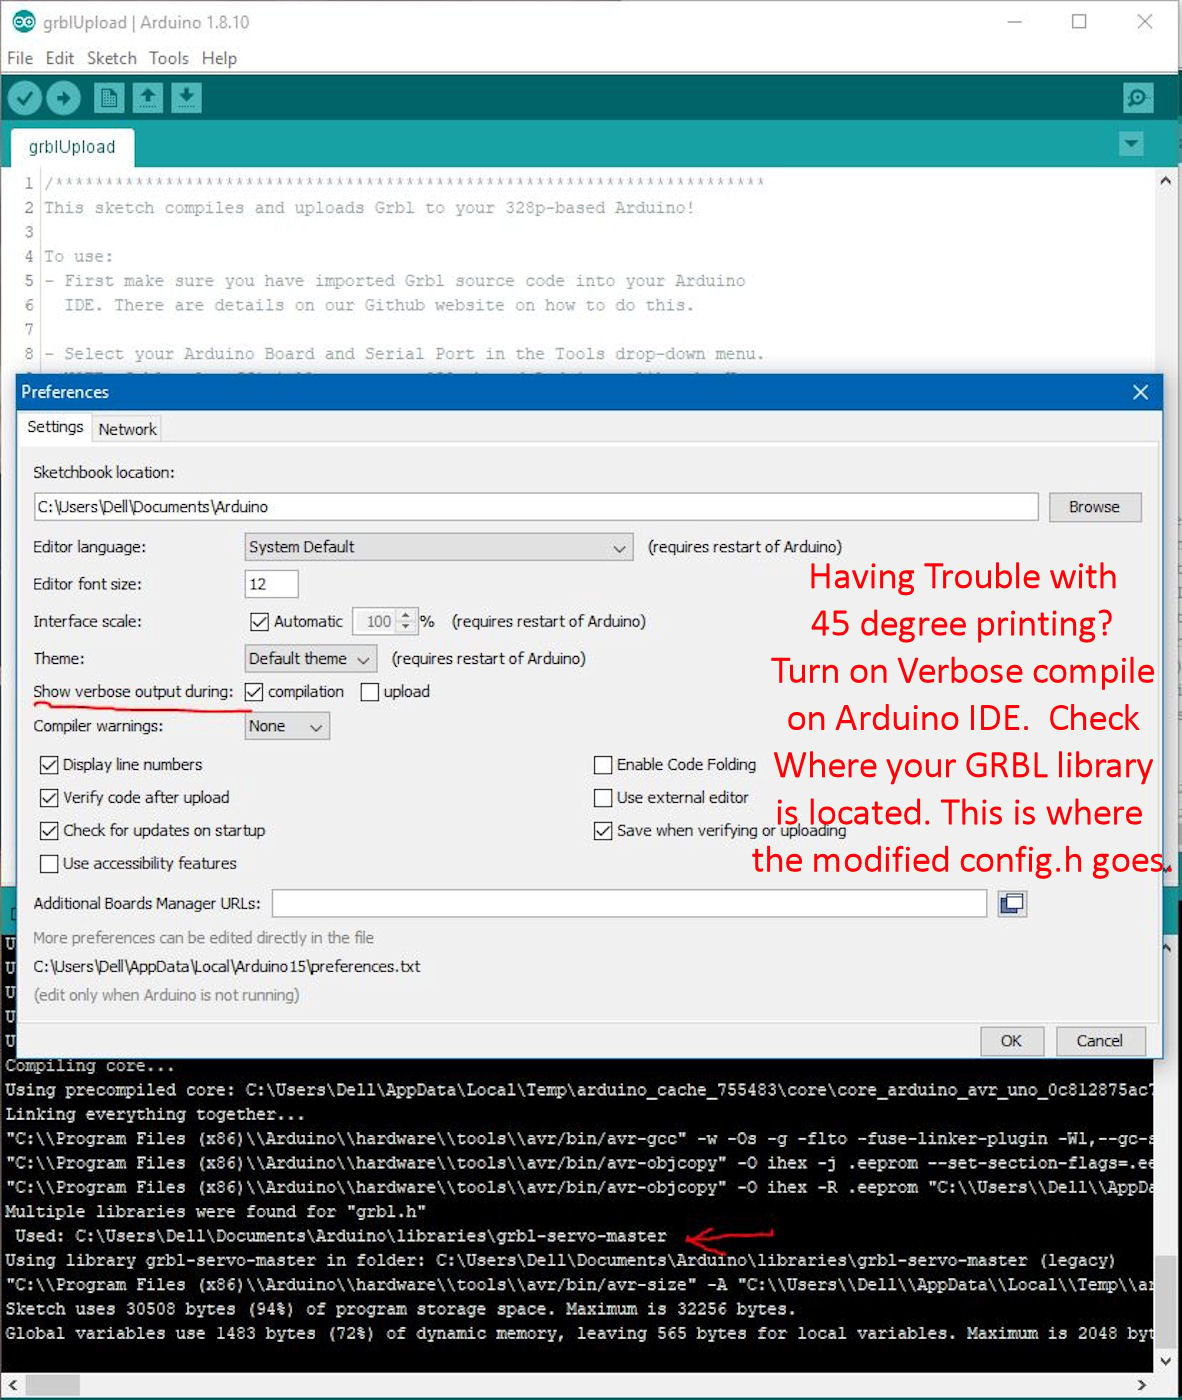 grblUpload | Arduino 1.8.10
File Edit Sketch Tools Help
grblUpload
1 /***********************************************************************
2 This sketch compiles and uploads Grbl to your 328p-based Arduino!
3
4 To use:
5 - First make sure you have imported Grbl source code into your Arduino
6 IDE. There are details on our Github website on how to do this.
7
8 - Select your Arduino Board and Serial Port in the Tools drop-down menu.
Preferences
Settings Network
Sketchbook location:
C:\Users\Dell\Documents\Arduino Browse
Editor language: System Default (requires restart of Arduino)
Editor font size: 12
Interface scale: Automatic 100 % (requires restart of Arduino)
Theme: Default theme (requires restart of Arduino)
Show verbose output during: compilation upload
Compiler warnings: None
Display line numbers Enable Code Folding
Verify code after upload Use external editor
Check for updates on startup Save when verifying or uploading
Use accessibility features
Having Trouble with
45 degree printing?
Turn on Verbose compile
on Arduino IDE. Check
Where your GRBL library
is located. This is where
the modified config.h goes.
Additional Boards Manager URLs:
More preferences can be edited directly in the file
C:\Users\Dell\AppData\Local\Arduino15\preferences.txt
(edit only when Arduino is not running)
OK Cancel
U
U
U
U
U
Compiling core...
Using precompiled core: C:\Users\Dell\AppData\Local\Temp\arduino_cache_755483\core\core_arduino_avr_uno_0c812875ac
Linking everything together...
"C:\\Program Files (x86)\\Arduino\\hardware\\tools\\avr/bin/avr-gcc" -w -Os -g -flto -fuse-linker-plugin -Wl,--gc-s
"C:\\Program Files (x86)\\Arduino\\hardware\\tools\\avr/bin/avr-objcopy" -O ihex -j .eeprom --set-section-flags=.ee
"C:\\Program Files (x86)\\Arduino\\hardware\\tools\\avr/bin/avr-objcopy" -O ihex -R .eeprom "C:\\Users\\Dell\\AppDa
Multiple libraries were found for "grbl.h"
Used: C:\Users\Dell\Documents\Arduino\libraries\grbl-servo-master
Using library grbl-servo-master in folder: C:\Users\Dell\Documents\Arduino\libraries\grbl-servo-master (legacy)
"C:\\Program Files (x86)\\Arduino\\hardware\\tools\\avr/bin/avr-size" -A "C:\\Users\\Dell\\AppData\\Local\\Temp\\ar
Sketch uses 30508 bytes (94%) of program storage space. Maximum is 32256 bytes.
Global variables use 1483 bytes (72%) of dynamic memory, leaving 565 bytes for local variables. Maximum is 2048 byt